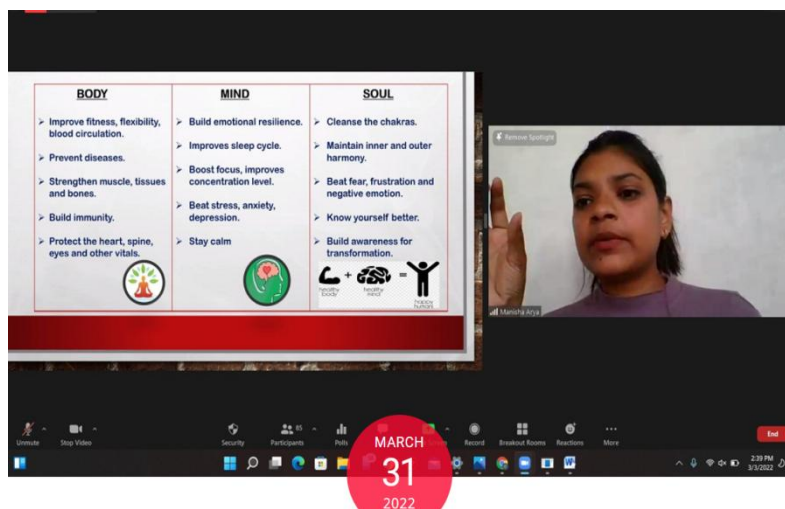 BODY
Improve fitness, flexibility,
blood circulation.
Prevent diseases.
Strengthen muscle, tissues
and bones.
Build immunity.
Protect the heart, spine,
eyes and other vitals.
MIND
Build emotional resilience.
Improves sleep cycle.
Boost focus, improves
concentration level.
Beat stress, anxiety,
depression.
Stay calm
SOUL
Cleanse the chakras.
Maintain inner and outer
harmony.
Beat fear, frustration and
negative emotion.
Know yourself better.
Build awareness for
transformation.
+ =
healthy
body
healthy
mind
happy
human
Remove Spotlight
Manisha Arya
Unmute
Stop Video
Security
Participants
85
Polls
Record
Breakout Rooms
Reactions
More
End
MARCH
31
2022
2:39 PM
3/3/2022